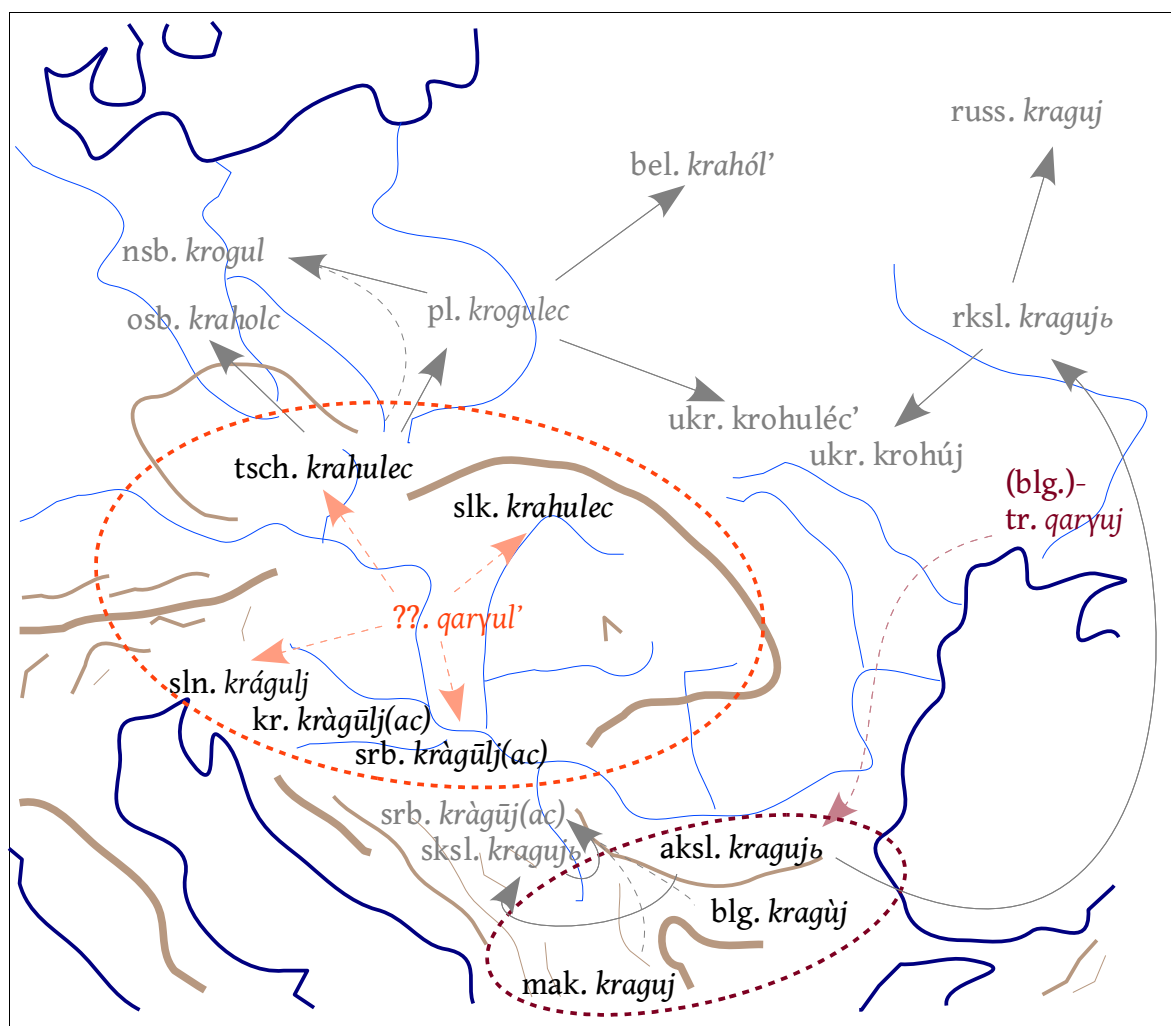 russ. kraguj
bel. krahól’
nsb. krogul
osb. kraholc
pl. krogulec
rksl. kragujь
ukr. krohuléc’
ukr. krohúj
tsch. krahulec
slk. krahulec
(blg.)-
tr. qaryuj
??. qaryul’
sln. krágulj
kr. kràgūlj(ac)
srb. kràgūlj(ac)
srb. kràgūj(ac)
sksl. kragujь
aksl. kragujь
blg. kragùj
mak. kraguj